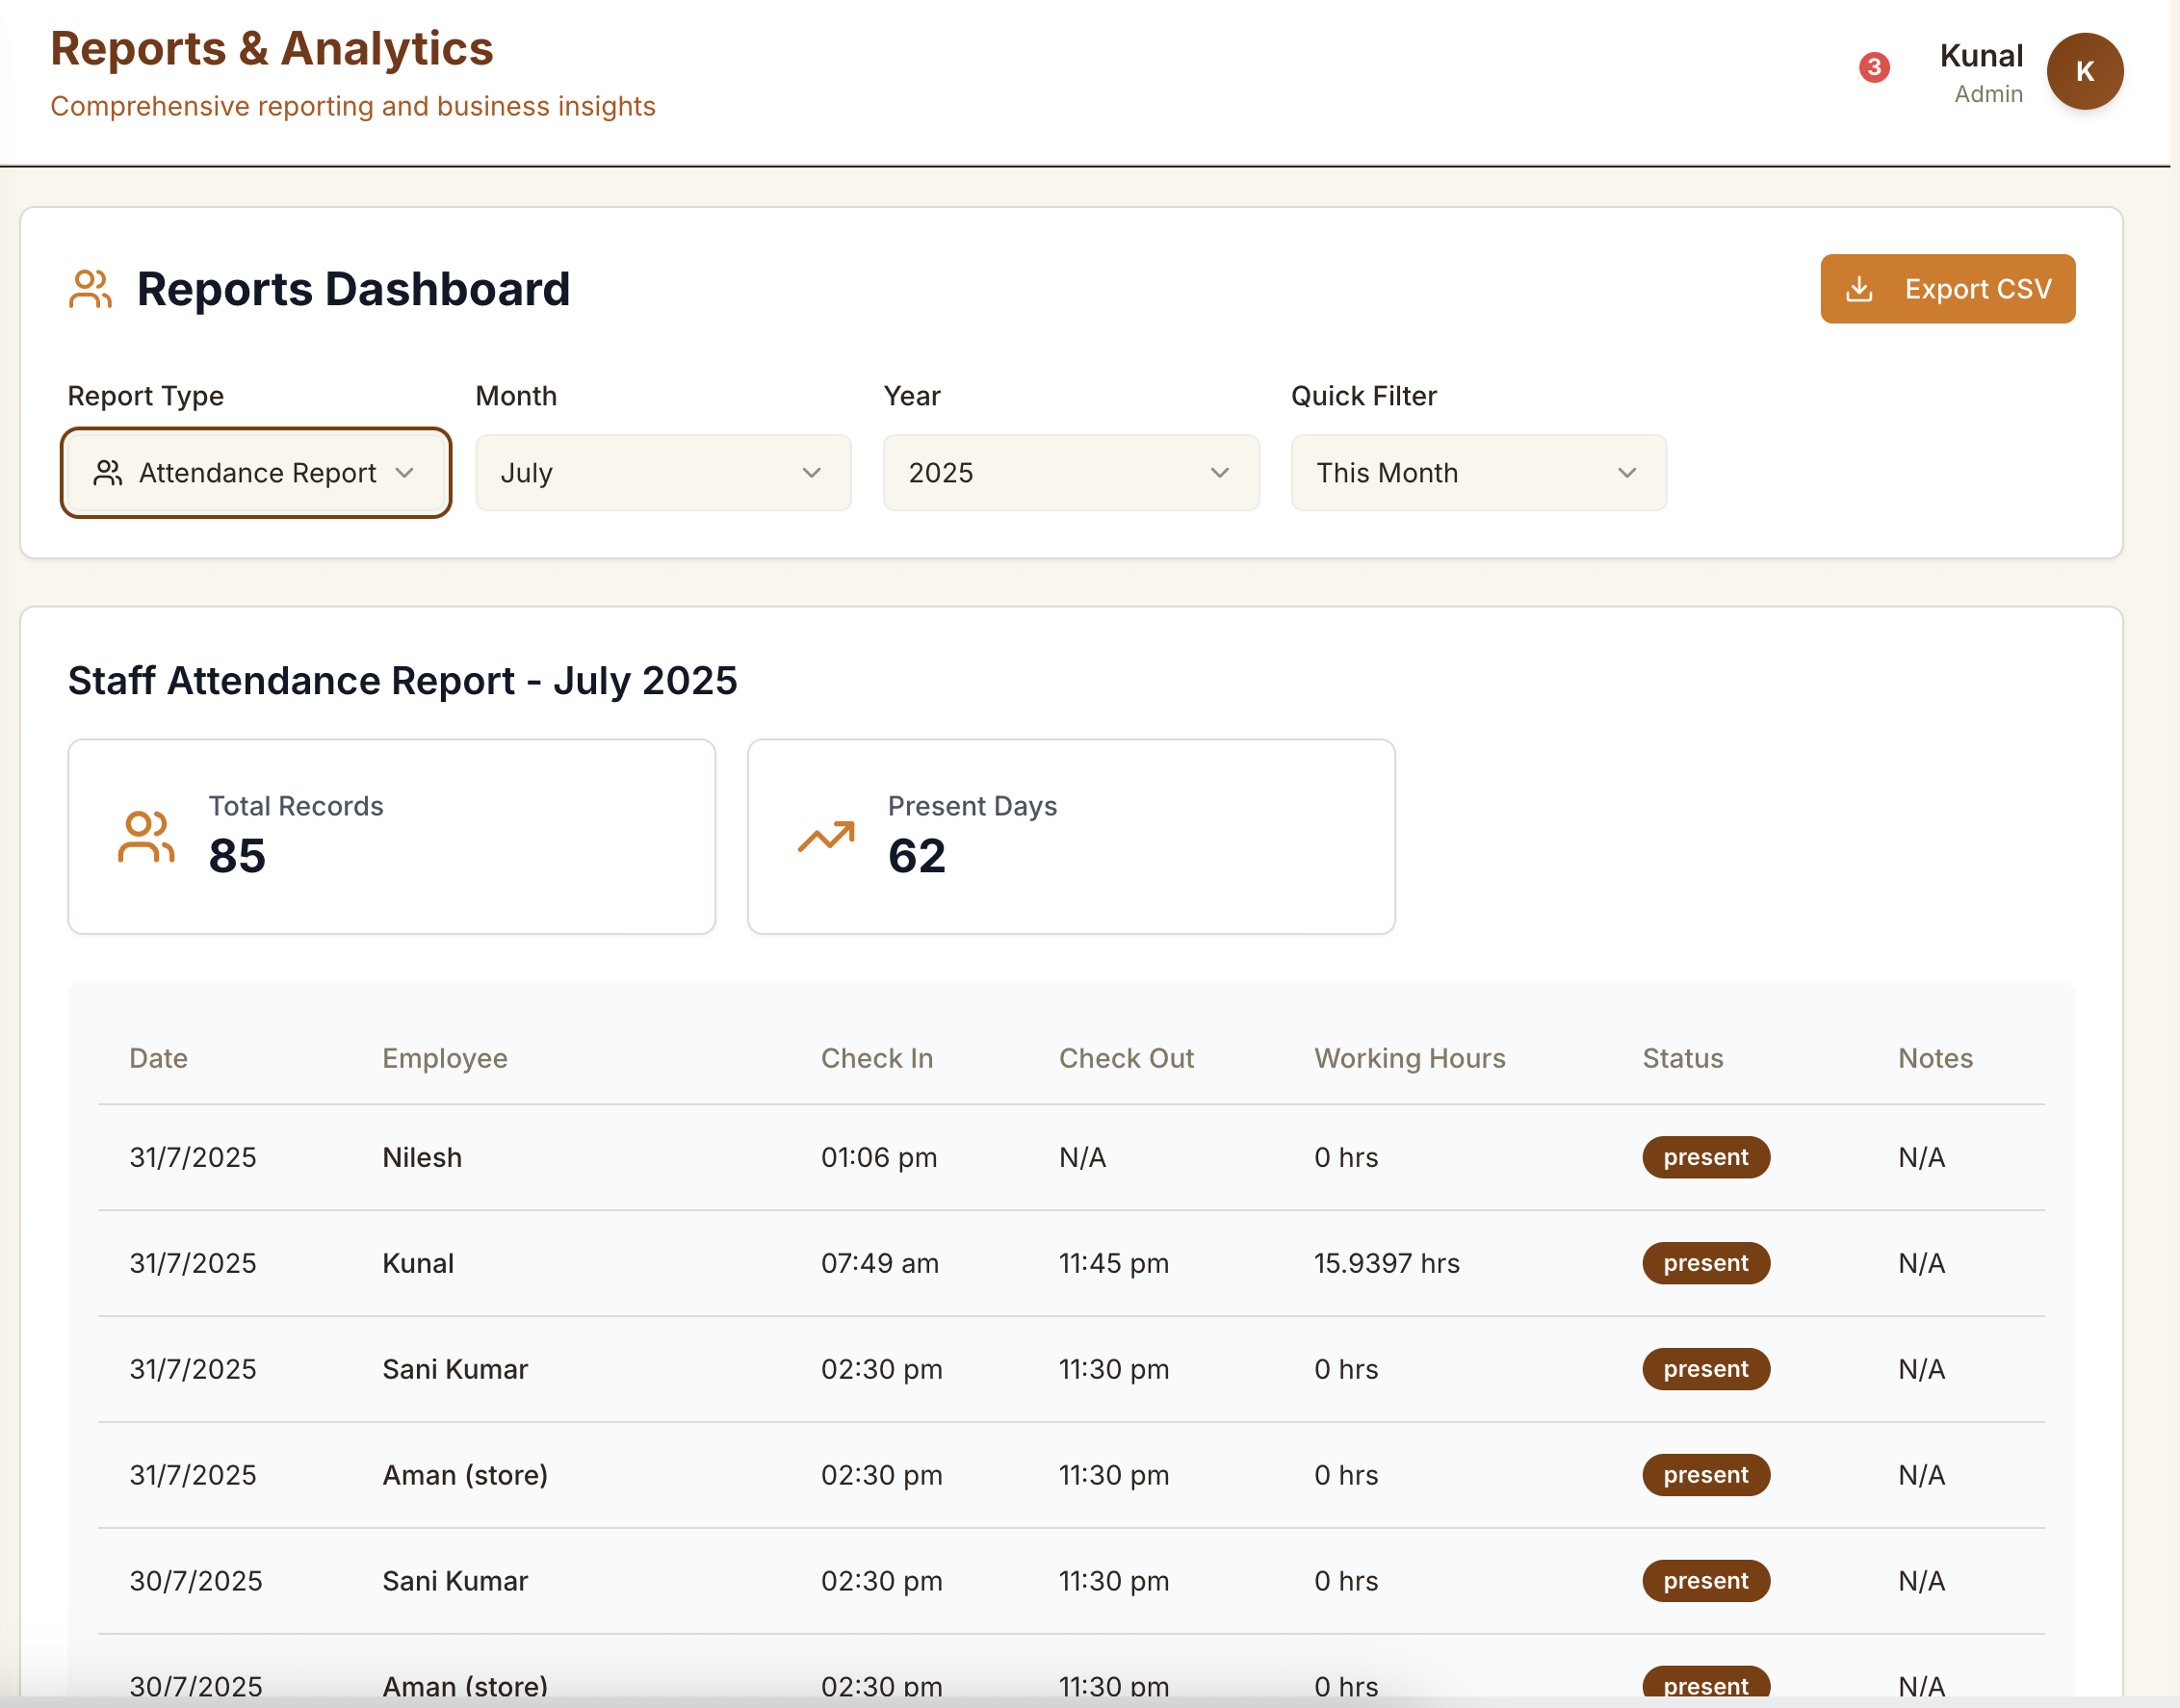 Reports & Analytics
Comprehensive reporting and business insights
3
Kunal
Admin
K
Reports Dashboard
Export CSV
Report Type Month Year Quick Filter
Attendance Report July 2025 This Month
Staff Attendance Report - July 2025
Total Records
85
Present Days
62
Date Employee Check In Check Out Working Hours Status Notes
31/7/2025 Nilesh 01:06 pm N/A 0 hrs present N/A
31/7/2025 Kunal 07:49 am 11:45 pm 15.9397 hrs present N/A
31/7/2025 Sani Kumar 02:30 pm 11:30 pm 0 hrs present N/A
31/7/2025 Aman (store) 02:30 pm 11:30 pm 0 hrs present N/A
30/7/2025 Sani Kumar 02:30 pm 11:30 pm 0 hrs present N/A
30/7/2025 Aman (store) 02:30 pm 11:30 pm 0 hrs present N/A